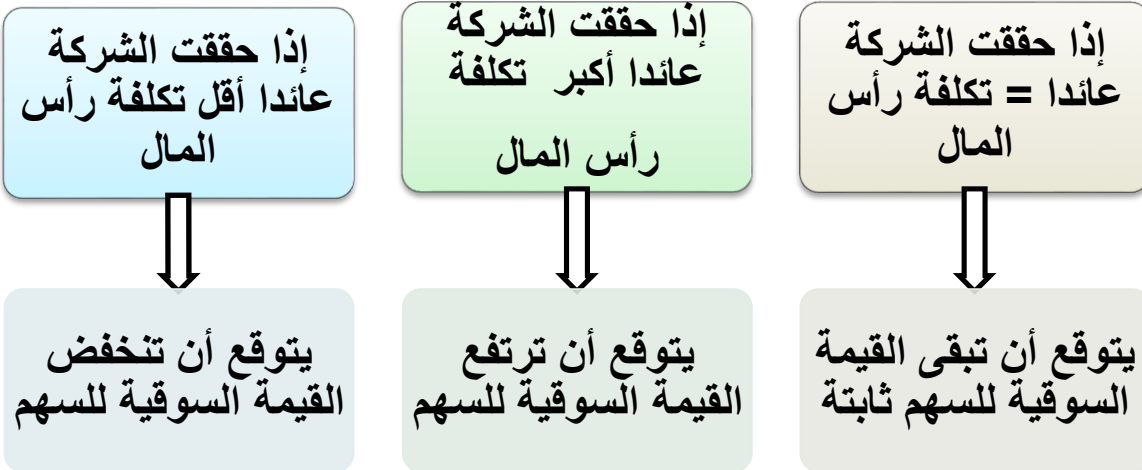 إذا حققت الشركة
عائدا = تكلفة رأس
المال
يتوقع أن تبقى القيمة
السوقية للسهم ثابتة
إذا حققت الشركة
عائدا أكبر تكلفة
رأس المال
يتوقع أن ترتفع
القيمة السوقية للسهم
إذا حققت الشركة
عائدا أقل تكلفة رأس
المال
يتوقع أن تنخفض
القيمة السوقية للسهم